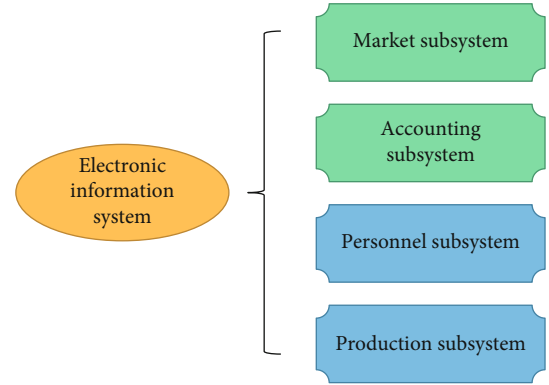 Electronic
information
system
Market subsystem
Accounting
subsystem
Personnel subsystem
Production subsystem